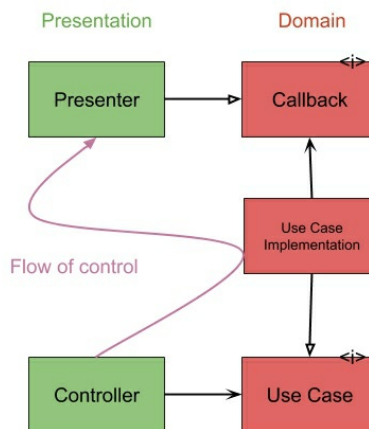 Presentation
Domain
<i>
Presenter
Callback
Use Case
Implementation
Flow of control
<i>
Controller
Use Case